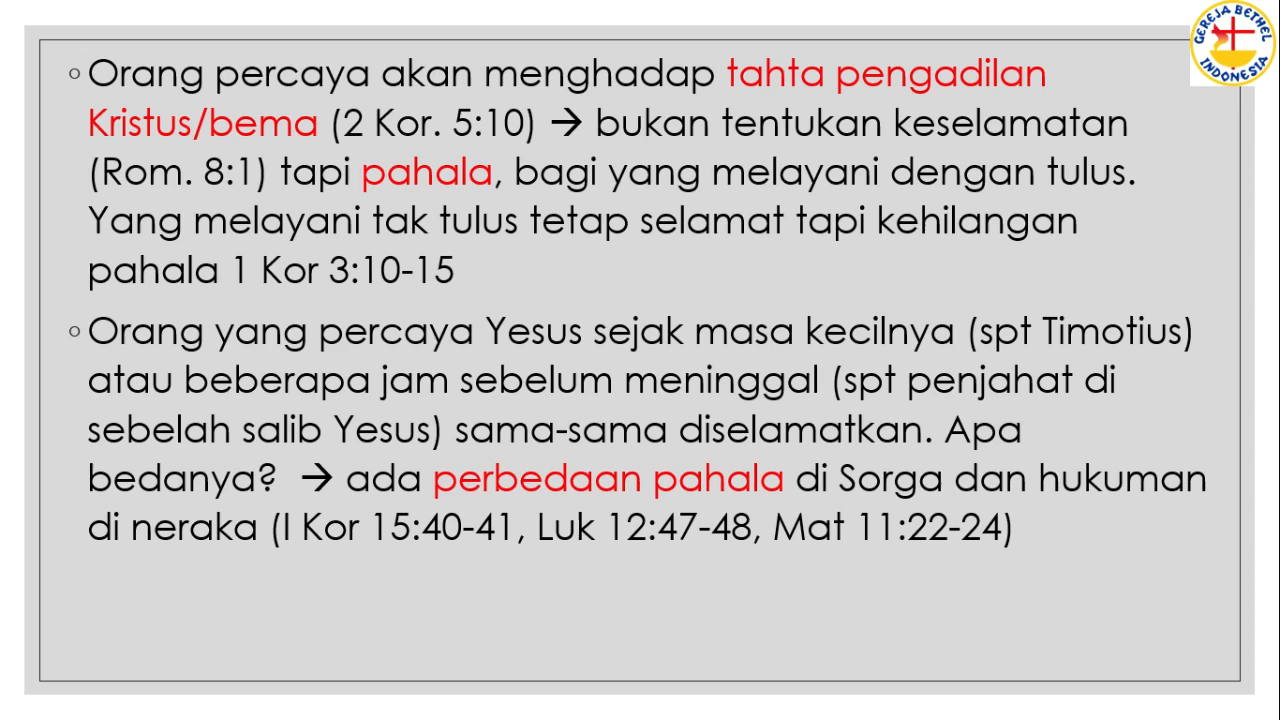 GEREJA BETHEL
INDONESIA
◦ Orang percaya akan menghadap tahta pengadilan
Kristus/bema (2 Kor. 5:10) → bukan tentukan keselamatan
(Rom. 8:1) tapi pahala, bagi yang melayani dengan tulus.
Yang melayani tak tulus tetap selamat tapi kehilangan
pahala 1 Kor 3:10-15
◦ Orang yang percaya Yesus sejak masa kecilnya (spt Timotius)
atau beberapa jam sebelum meninggal (spt penjahat di
sebelah salib Yesus) sama-sama diselamatkan. Apa
bedanya? → ada perbedaan pahala di Sorga dan hukuman
di neraka (I Kor 15:40-41, Luk 12:47-48, Mat 11:22-24)